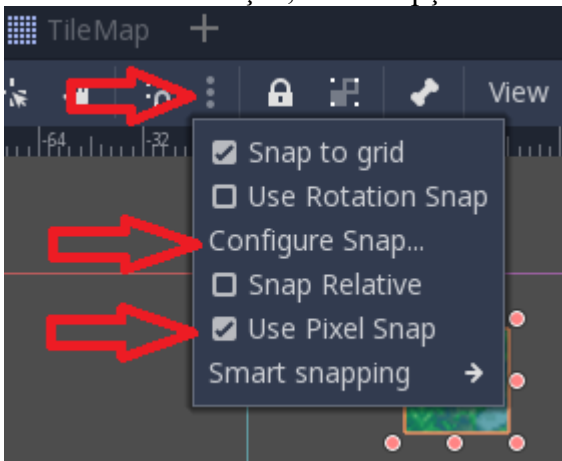 TileMap +
View
-64 -32
Snap to grid
Use Rotation Snap
Configure Snap...
Snap Relative
Use Pixel Snap
Smart snapping